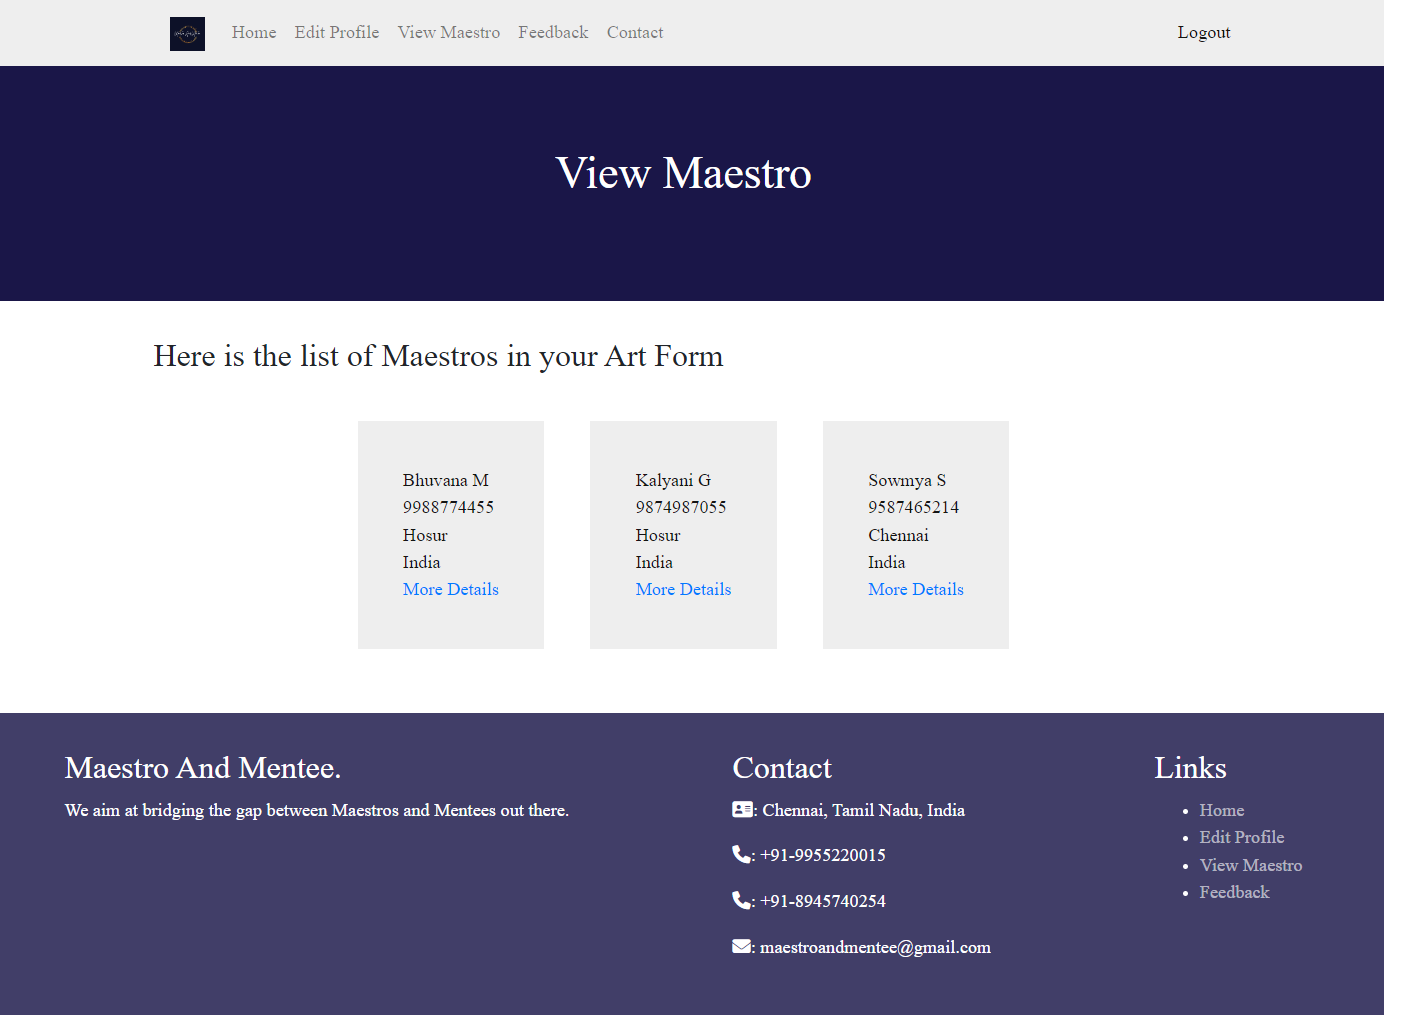 Home Edit Profile View Maestro Feedback Contact Logout
View Maestro
Here is the list of Maestros in your Art Form
Bhuvana M
9988774455
Hosur
India
More Details
Kalyani G
9874987055
Hosur
India
More Details
Sowmya S
9587465214
Chennai
India
More Details
Maestro And Mentee.
We aim at bridging the gap between Maestros and Mentees out there.
Contact
: Chennai, Tamil Nadu, India
: +91-9955220015
: +91-8945740254
: maestroandmentee@gmail.com
Links
Home
Edit Profile
View Maestro
Feedback